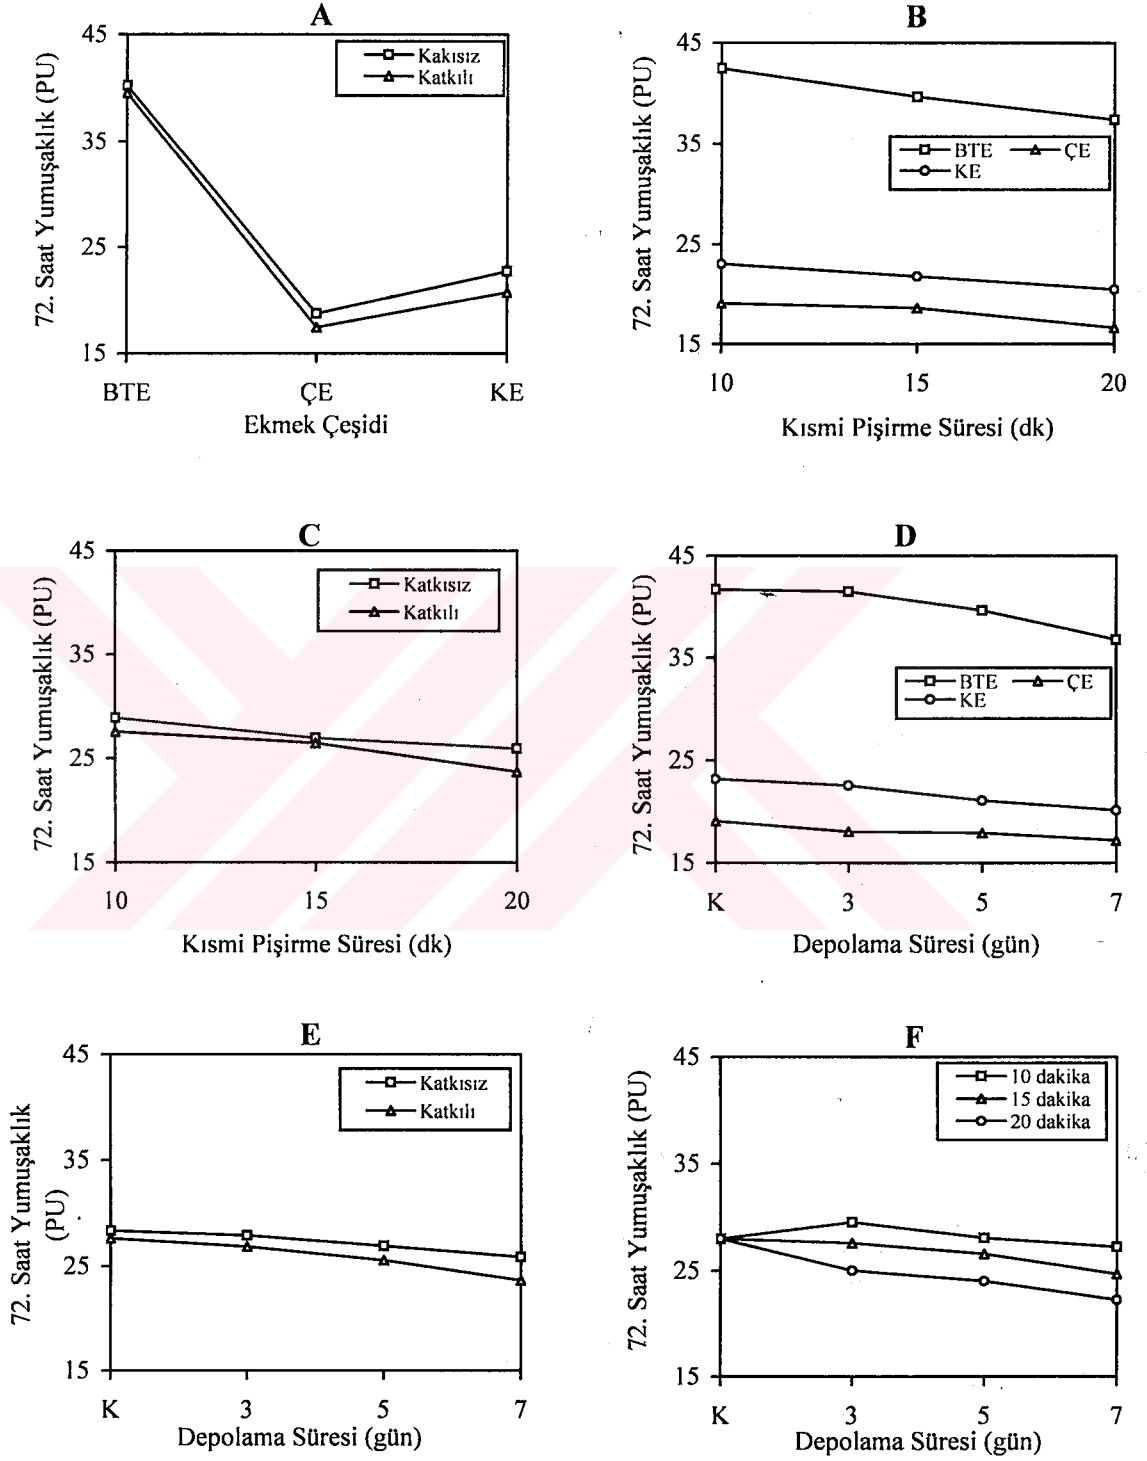 A
72. Saat Yumuşaklık (PU)
45
35
25
15
Kakısız
Katkılı
BTE
ÇE
KE
Ekmek Çeşidi
B
72. Saat Yumuşaklık (PU)
45
35
25
15
BTE
ÇE
KE
10
15
20
Kısmi Pişirme Süresi (dk)
C
72. Saat Yumuşaklık (PU)
45
35
25
15
Katkısız
Katkılı
10
15
20
Kısmi Pişirme Süresi (dk)
D
72. Saat Yumuşaklık (PU)
45
35
25
15
BTE
ÇE
KE
K
3
5
7
Depolama Süresi (gün)
E
72. Saat Yumuşaklık
(PU)
45
35
25
15
Katkısız
Katkılı
K
3
5
7
Depolama Süresi (gün)
F
72. Saat Yumuşaklık (PU)
45
35
25
15
10 dakika
15 dakika
20 dakika
K
3
5
7
Depolama Süresi (gün)